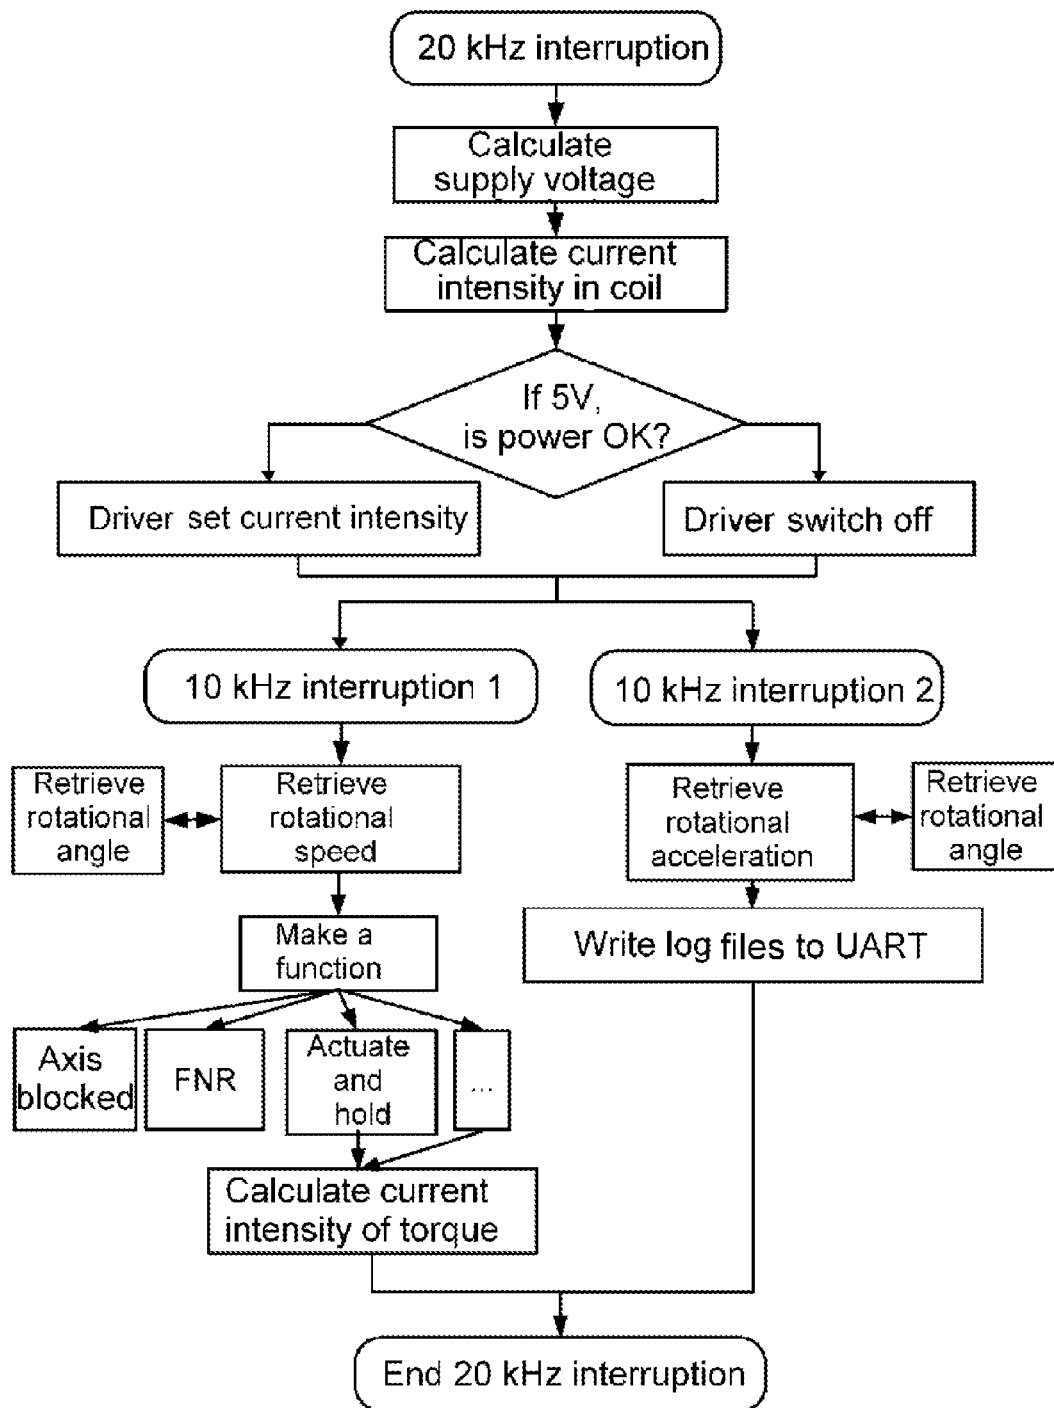 20 kHz interruption
Calculate
supply voltage
Calculate current
intensity in coil
If 5V,
is power OK?
Driver set current intensity
Driver switch off
10 kHz interruption 1
10 kHz interruption 2
Retrieve
rotational
angle
Retrieve
rotational
speed
Retrieve
rotational
acceleration
Retrieve
rotational
angle
Make a
function
Write log files to UART
Axis
blocked
FNR
Actuate
and
hold
...
Calculate current
intensity of torque
End 20 kHz interruption